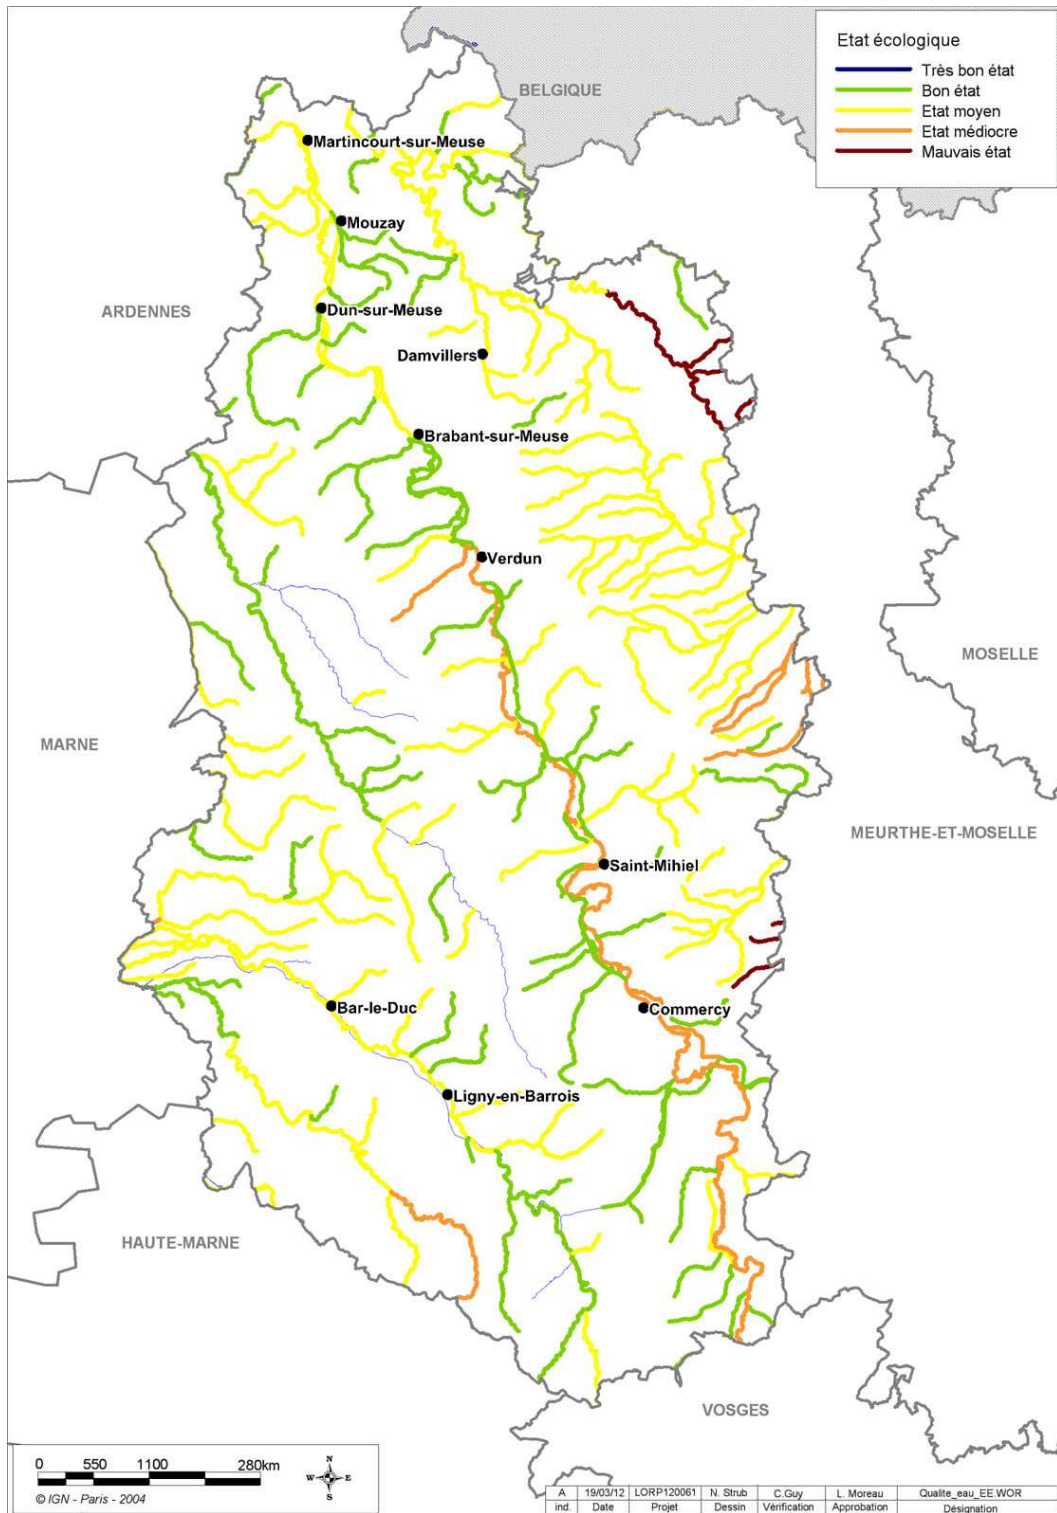 Etat écologique
Très bon état
Bon état
Etat moyen
Etat médiocre
Mauvais état
BELGIQUE
Martincourt-sur-Meuse
Mouzay
ARDENNES
Dun-sur-Meuse
Damvillers
Brabant-sur-Meuse
Verdun
MOSELLE
MARNE
MEURTHE-ET-MOSELLE
Saint-Mihiel
Bar-le-Duc
Commercy
Ligny-en-Barrois
HAUTE-MARNE
VOSGES
0 550 1100 280km
N
W E
S
© IGN - Paris - 2004
A 19/03/12 LORP120061 N. Strub C.Guy L. Moreau Qualite_eau_EE.WOR
ind. Date Projet Dessin Vérification Approbation Désignation